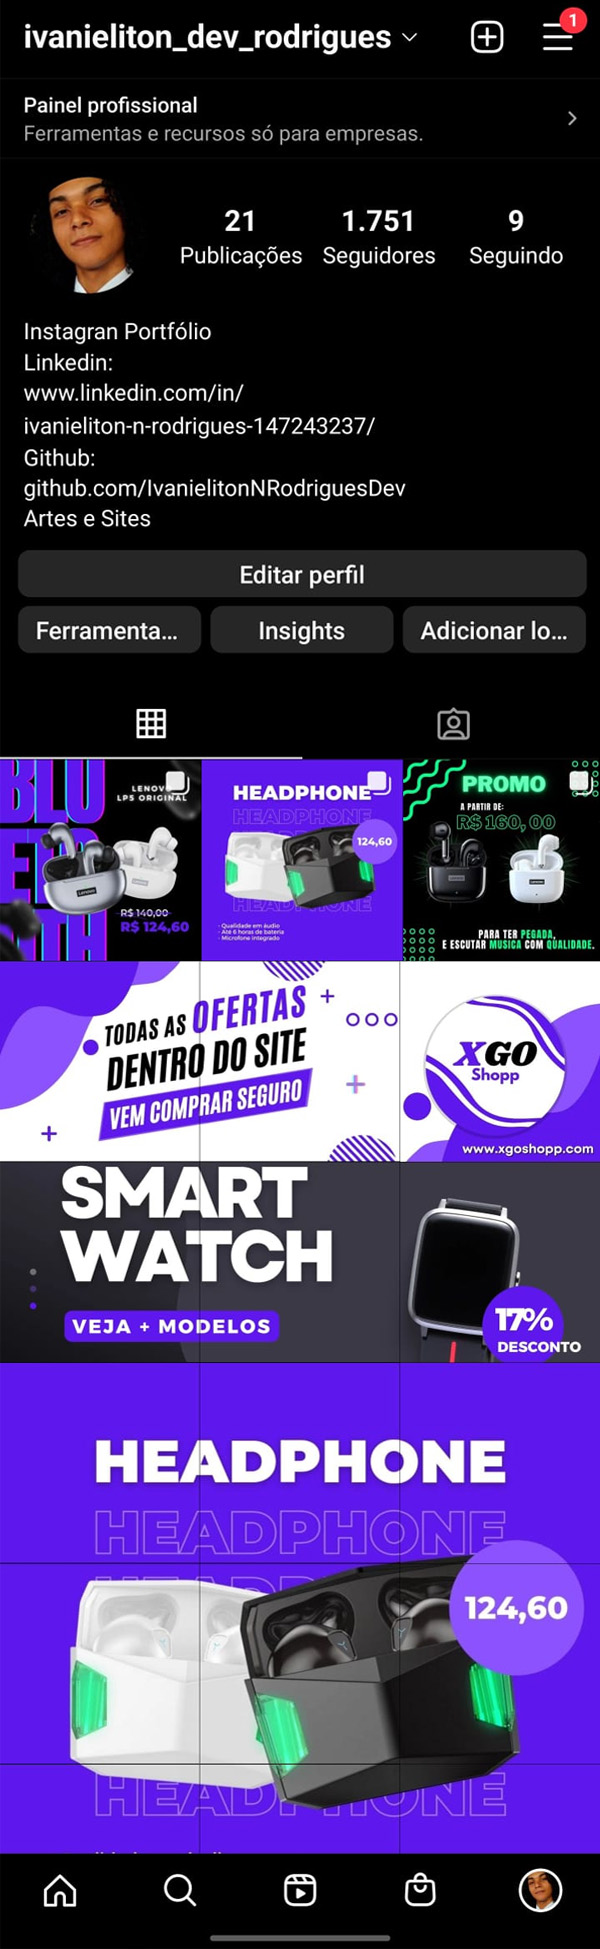 ivanieliton_dev_rodrigues
1
Painel profissional
Ferramentas e recursos só para empresas.
21
Publicações
1.751
Seguidores
9
Seguindo
Instagran Portfólio
Linkedin:
www.linkedin.com/in/
ivanieliton-n-rodrigues-147243237/
Github:
github.com/IvanielitonNRodriguesDev
Artes e Sites
Editar perfil
Ferramenta...
Insights
Adicionar lo...
BLU
ET
TH
LENOVO
LP5 ORIGINAL
Lenovo
R$ 140,00
R$ 124,60
HEADPHONE
HEADPHONE
124,60
HEADPHONE
- Qualidade em áudio
- Até 6 horas de bateria
- Microfone integrado
PROMO
A PARTIR DE:
R$ 160,00
PARA TER PEGADA,
E ESCUTAR MUSICA COM QUALIDADE.
TODAS AS OFERTAS
DENTRO DO SITE
VEM COMPRAR SEGURO
XGO
Shopp
www.xgoshopp.com
SMART
WATCH
VEJA + MODELOS
17%
DESCONTO
HEADPHONE
HEADPHONE
124,60
HEADPHONE